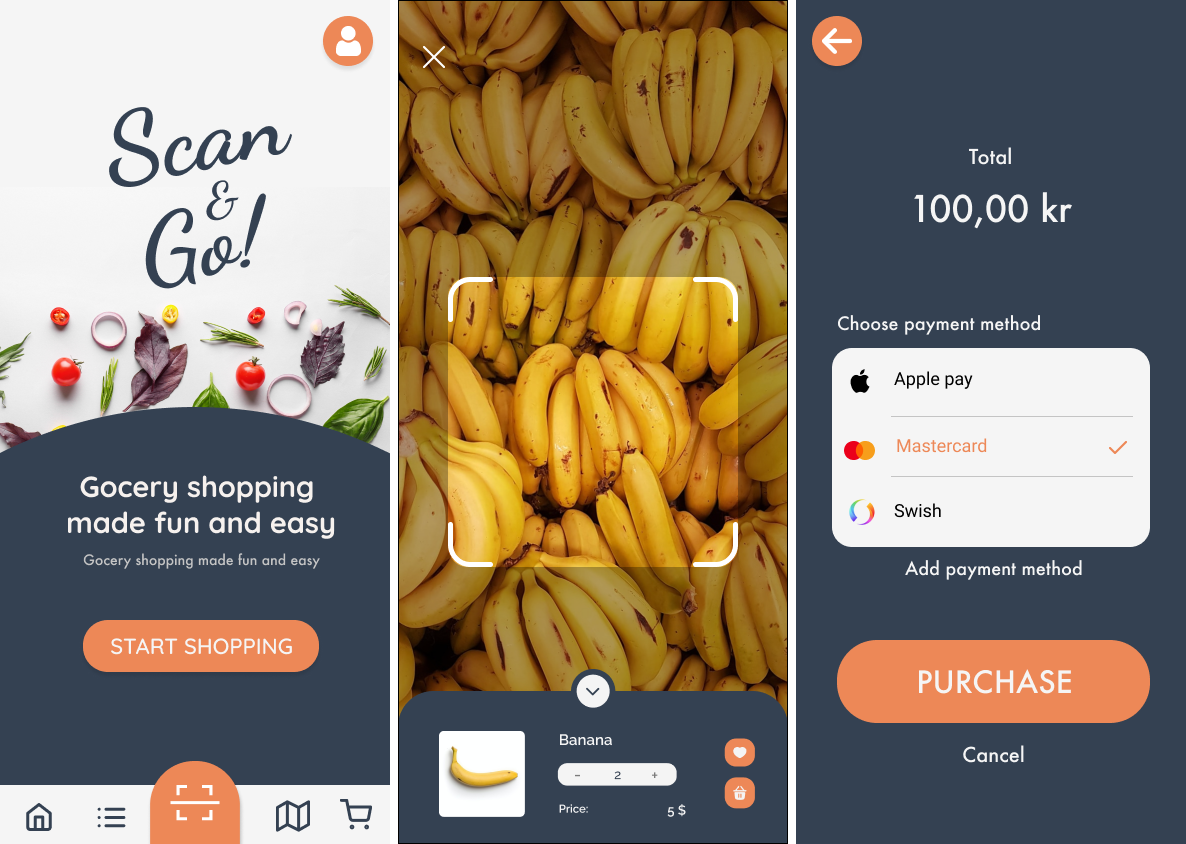 Scan
&
Go!
Gocery shopping
made fun and easy
Gocery shopping made fun and easy
START SHOPPING
Banana
- 2 +
Price: 5 $
Total
100,00 kr
Choose payment method
Apple pay
Mastercard
Swish
Add payment method
PURCHASE
Cancel